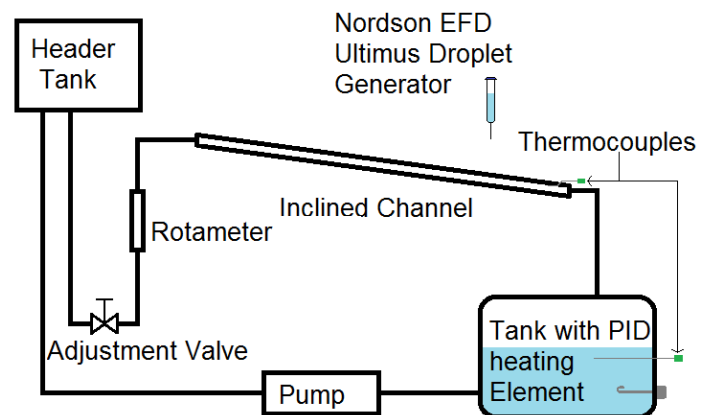 Header
Tank
Nordson EFD
Ultimus Droplet
Generator
Thermocouples
Inclined Channel
Rotameter
Adjustment Valve
Tank with PID
heating
Element
Pump